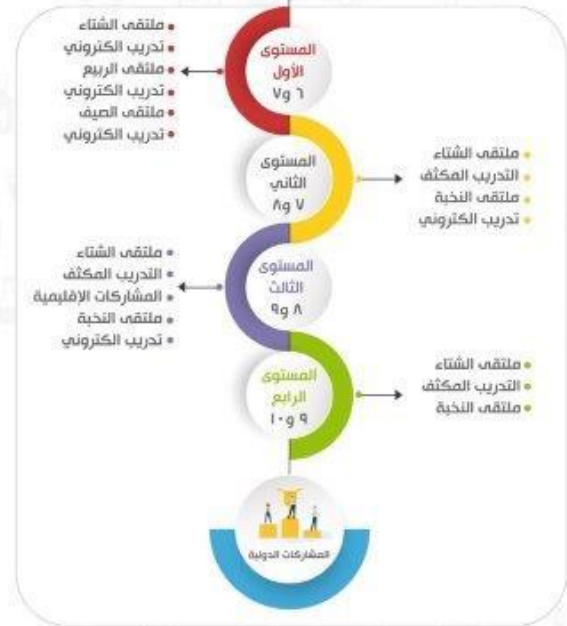 المستوى
الأول
٦ و٧
ملتقى الشتاء
تدريب الكتروني
ملتقى الربيع
تدريب الكتروني
ملتقى الصيف
تدريب الكتروني
المستوى
الثاني
٧ و٨
ملتقى الشتاء
التدريب المكثف
ملتقى النخبة
تدريب الكتروني
المستوى
الثالث
٨ و٩
ملتقى الشتاء
التدريب المكثف
المشاركات الإقليمية
ملتقى النخبة
تدريب الكتروني
المستوى
الرابع
٩ و١٠
ملتقى الشتاء
التدريب المكثف
ملتقى النخبة
المشاركات الدولية